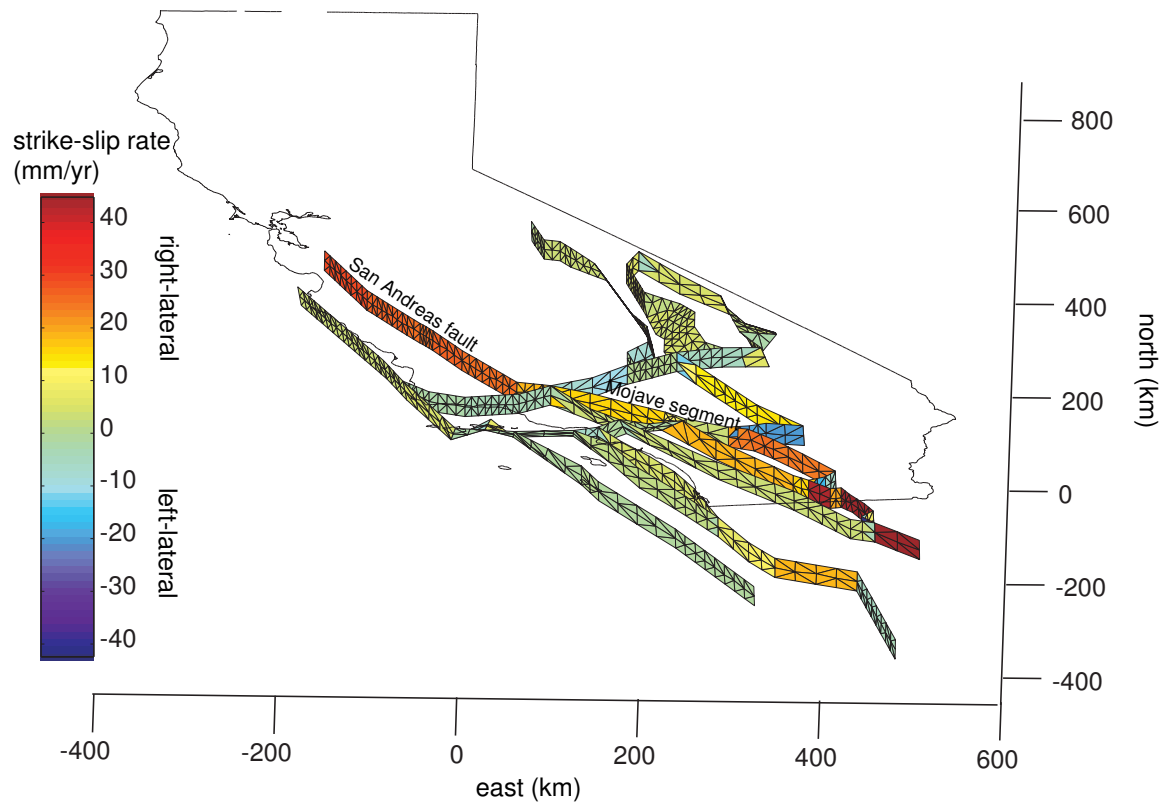 strike-slip rate
(mm/yr)
40
30
20
10
0
-10
-20
-30
-40
right-lateral
left-lateral
San Andreas fault
Mojave segment
800
600
400
200
0
-200
-400
north (km)
-400
-200
0
200
400
600
east (km)